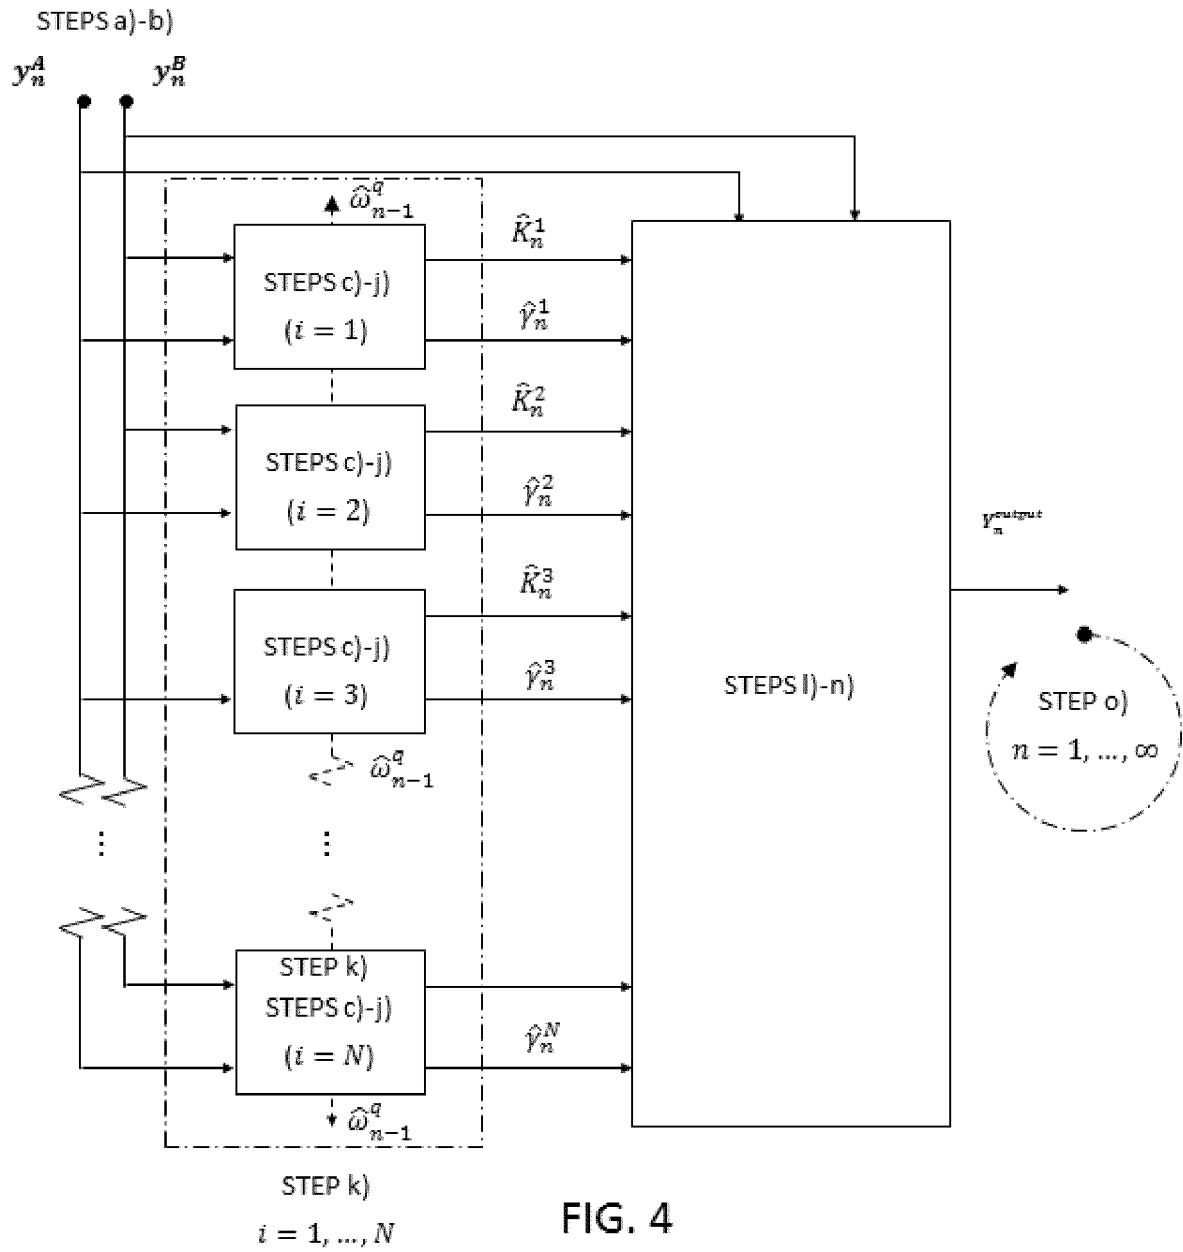 STEPS a)-b)
y_n^A y_n^B
ω̂_{n-1}^q
K̂_n^1
STEPS c)-j)
(i = 1)
γ̂_n^1
K̂_n^2
STEPS c)-j)
(i = 2)
γ̂_n^2
K̂_n^3
STEPS c)-j)
(i = 3)
γ̂_n^3
ω̂_{n-1}^q
⋮ ⋮
STEP k)
STEPS c)-j)
(i = N)
γ̂_n^N
ω̂_{n-1}^q
STEPS l)-n)
Y_n^{output}
STEP o)
n = 1, ..., ∞
STEP k)
i = 1, ..., N
FIG. 4